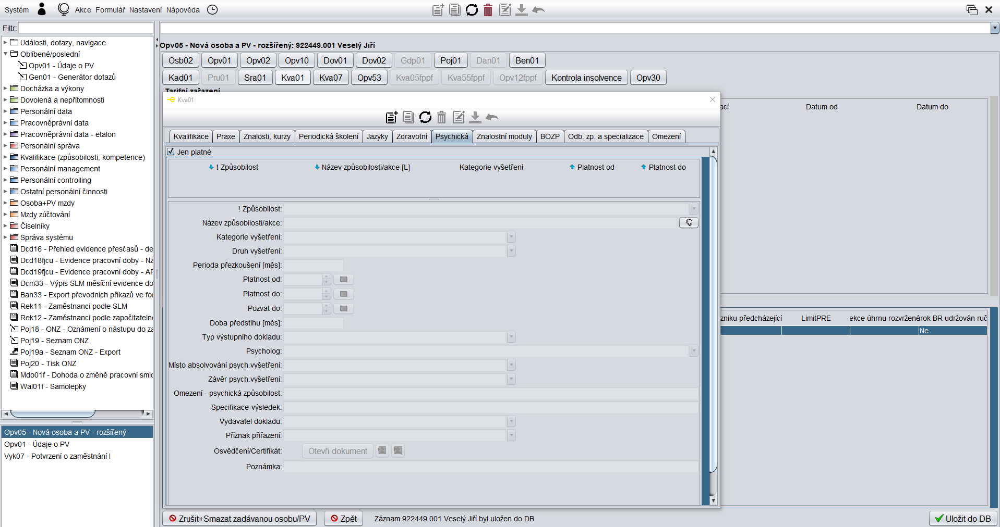 Systém Akce Formulář Nastavení Nápověda
Filtr:
Události, dotazy, navigace
Oblíbené/poslední
Opv01 - Údaje o PV
Gen01 - Generátor dotazů
Docházka a výkony
Dovolená a nepřítomnosti
Personální data
Pracovněprávní data
Pracovněprávní data - etalon
Personální správa
Kvalifikace (způsobilosti, kompetence)
Personální management
Personální controlling
Ostatní personální činnosti
Osoba+PV mzdy
Mzdy zúčtování
Číselníky
Správa systému
Dcd16 - Přehled evidence přesčasů - de
Dcd18fjcu - Evidence pracovní doby - NZ
Dcd19fjcu - Evidence pracovní doby - AF
Dcm33 - Výpis SLM měsíční evidence do
Ban33 - Export převodních příkazů ve for
Rek11 - Zaměstnanci podle SLM
Rek12 - Zaměstnanci podle započitatelné
Poj18 - ONZ - Oznámení o nástupu do za
Poj19 - Seznam ONZ
Poj19a - Seznam ONZ - Export
Poj20 - Tisk ONZ
Mdo01f - Dohoda o změně pracovní smlo
Wal01f - Samolepky
Opv05 - Nová osoba a PV - rozšířený
Opv01 - Údaje o PV
Vyk07 - Potvrzení o zaměstnání I
Opv05 - Nová osoba a PV - rozšířený: 922449.001 Veselý Jiří
Osb02 Opv01 Opv02 Opv10 Dov01 Dov02 Gdp01 Poj01 Dan01 Ben01
Kad01 Pru01 Sra01 Kva01 Kva07 Opv53 Kva05fppf Kva55fppf Opv12fppf Kontrola insolvence Opv30
Tarifní zařazení
Kva01
ací Datum od Datum do
Kvalifikace Praxe Znalosti, kurzy Periodická školení Jazyky Zdravotní Psychická Znalostní moduly BOZP Odb. zp. a specializace Omezení
Jen platné
! Způsobilost Název způsobilosti/akce [L] Kategorie vyšetření Platnost od Platnost do
! Způsobilost:
Název způsobilosti/akce:
Kategorie vyšetření:
Druh vyšetření:
Perioda přezkoušení [měs]:
Platnost od:
Platnost do:
Pozvat do:
Doba předstihu [měs]:
Typ výstupního dokladu:
Psycholog:
Místo absolvování psych.vyšetření:
Závěr psych.vyšetření:
Omezení - psychická způsobilost:
Specifikace-výsledek:
Vydavatel dokladu:
Příznak přiřazení:
Osvědčení/Certifikát: Otevři dokument
Poznámka:
zniku předcházející LimitPRE ekce úhrnu rozvržené rok BR udržován ruč
Ne
Zrušit+Smazat zadávanou osobu/PV Zpět Záznam 922449.001 Veselý Jiří byl uložen do DB Uložit do DB